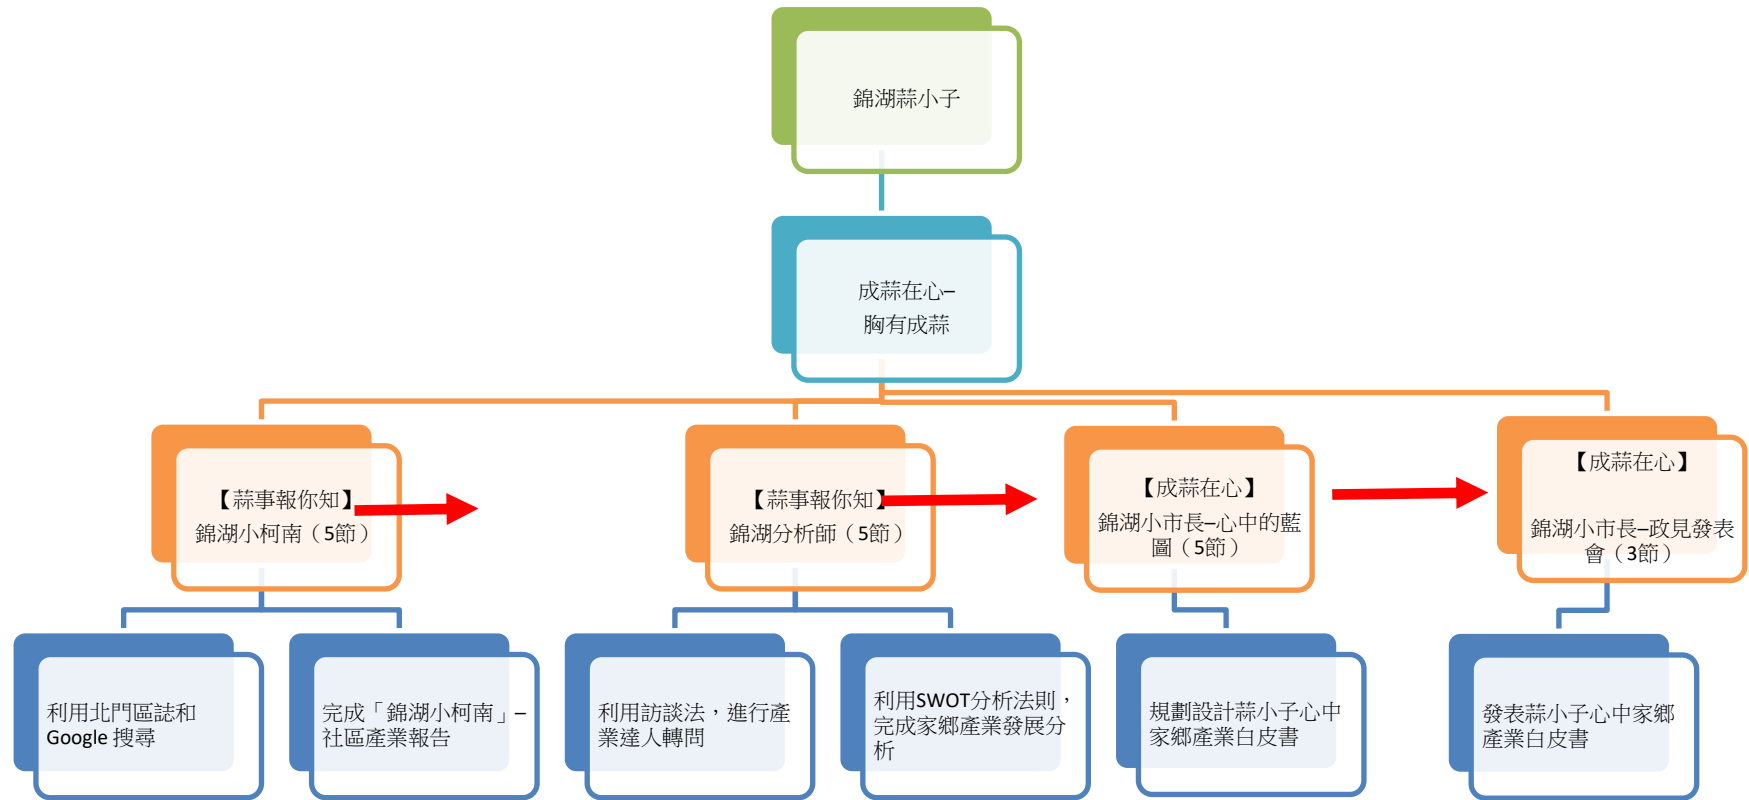 錦湖蒜小子
成蒜在心–
胸有成蒜
【蒜事報你知】
錦湖小柯南（5節）
【蒜事報你知】
錦湖分析師（5節）
【成蒜在心】
錦湖小市長–心中的藍
圖（5節）
【成蒜在心】
錦湖小市長–政見發表
會（3節）
利用北門區誌和
Google 搜尋
完成「錦湖小柯南」–
社區產業報告
利用訪談法，進行產
業達人轉問
利用SWOT分析法則，
完成家鄉產業發展分
析
規劃設計蒜小子心中
家鄉產業白皮書
發表蒜小子心中家鄉
產業白皮書